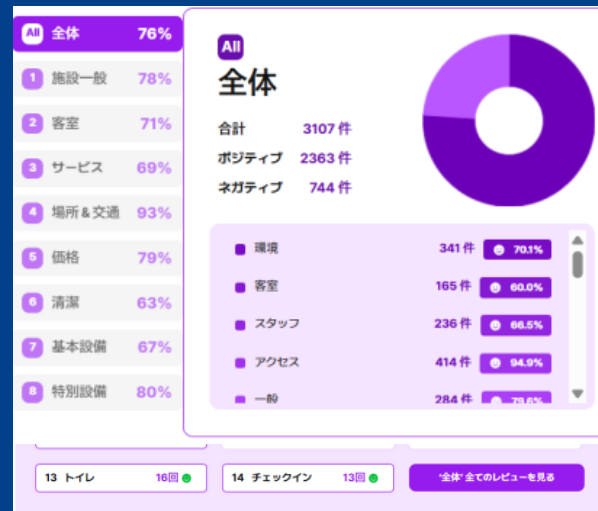 All 全体 76%
1 施設一般 78%
2 客室 71%
3 サービス 69%
4 場所&交通 93%
5 価格 79%
6 清潔 63%
7 基本設備 67%
8 特別設備 80%
All
全体
合計 3107 件
ポジティブ 2363 件
ネガティブ 744 件
環境 341 件 70.1%
客室 165 件 60.0%
スタッフ 236 件 66.5%
アクセス 414 件 94.9%
一般 284 件 79.6%
13 トイレ 16回
14 チェックイン 13回
'全体' 全てのレビューを見る